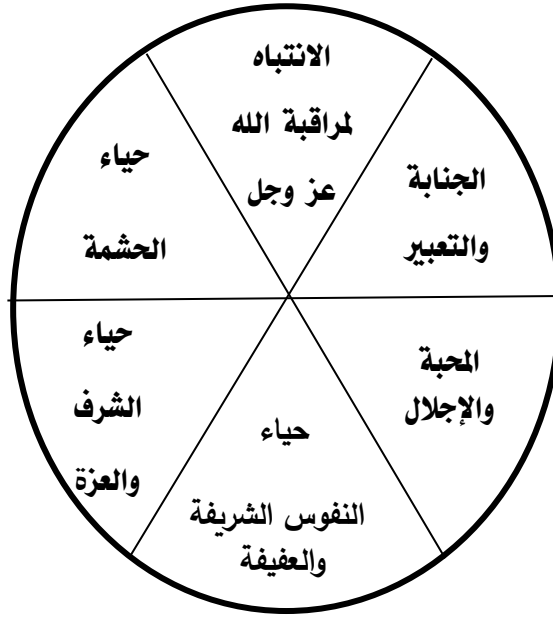 الانتباه
لمراقبة الله
عز وجل
الجنابة
والتعبير
المحبة
والإجلال
حياء
النفوس الشريفة
والعفيفة
حياء
الشرف
والعزة
حياء
الحشمة